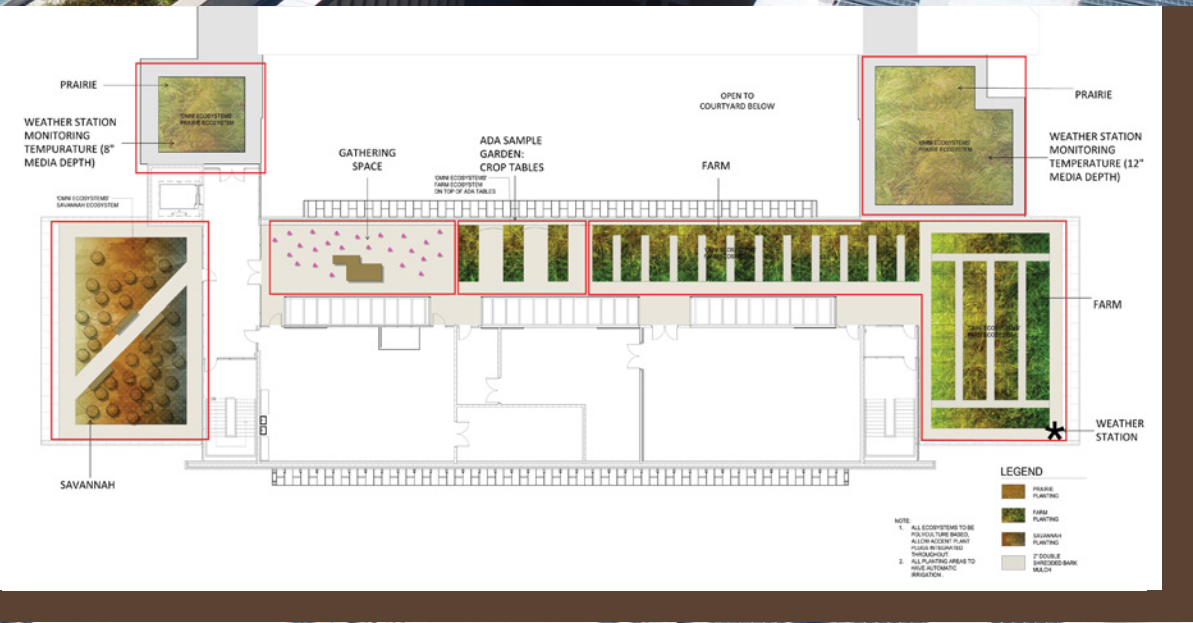 PRAIRIE
WEATHER STATION
MONITORING
TEMPURATURE (8"
MEDIA DEPTH)
'OMNI ECOSYSTEMS'
PRAIRIE ECOSYSTEM
'OMNI ECOSYSTEMS'
SAVANNAH ECOSYSTEM
SAVANNAH
GATHERING
SPACE
ADA SAMPLE
GARDEN:
CROP TABLES
'OMNI ECOSYSTEMS'
FARM ECOSYSTEM
ON TOP OF ADA TABLES
OPEN TO
COURTYARD BELOW
FARM
PRAIRIE
WEATHER STATION
MONITORING
TEMPERATURE (12"
MEDIA DEPTH)
'OMNI ECOSYSTEMS'
PRAIRIE ECOSYSTEM
FARM
WEATHER
STATION
LEGEND
PRAIRIE
PLANTING
FARM
PLANTING
SAVANNAH
PLANTING
2" DOUBLE
SHREDDED BARK
MULCH
NOTE:
1. ALL ECOSYSTEMS TO BE
POLYCULTURE BASED,
ALLOW ACCENT PLANT
PLUGS INTEGRATED
THROUGHOUT.
2. ALL PLANTING AREAS TO
HAVE AUTOMATIC
IRRIGATION.